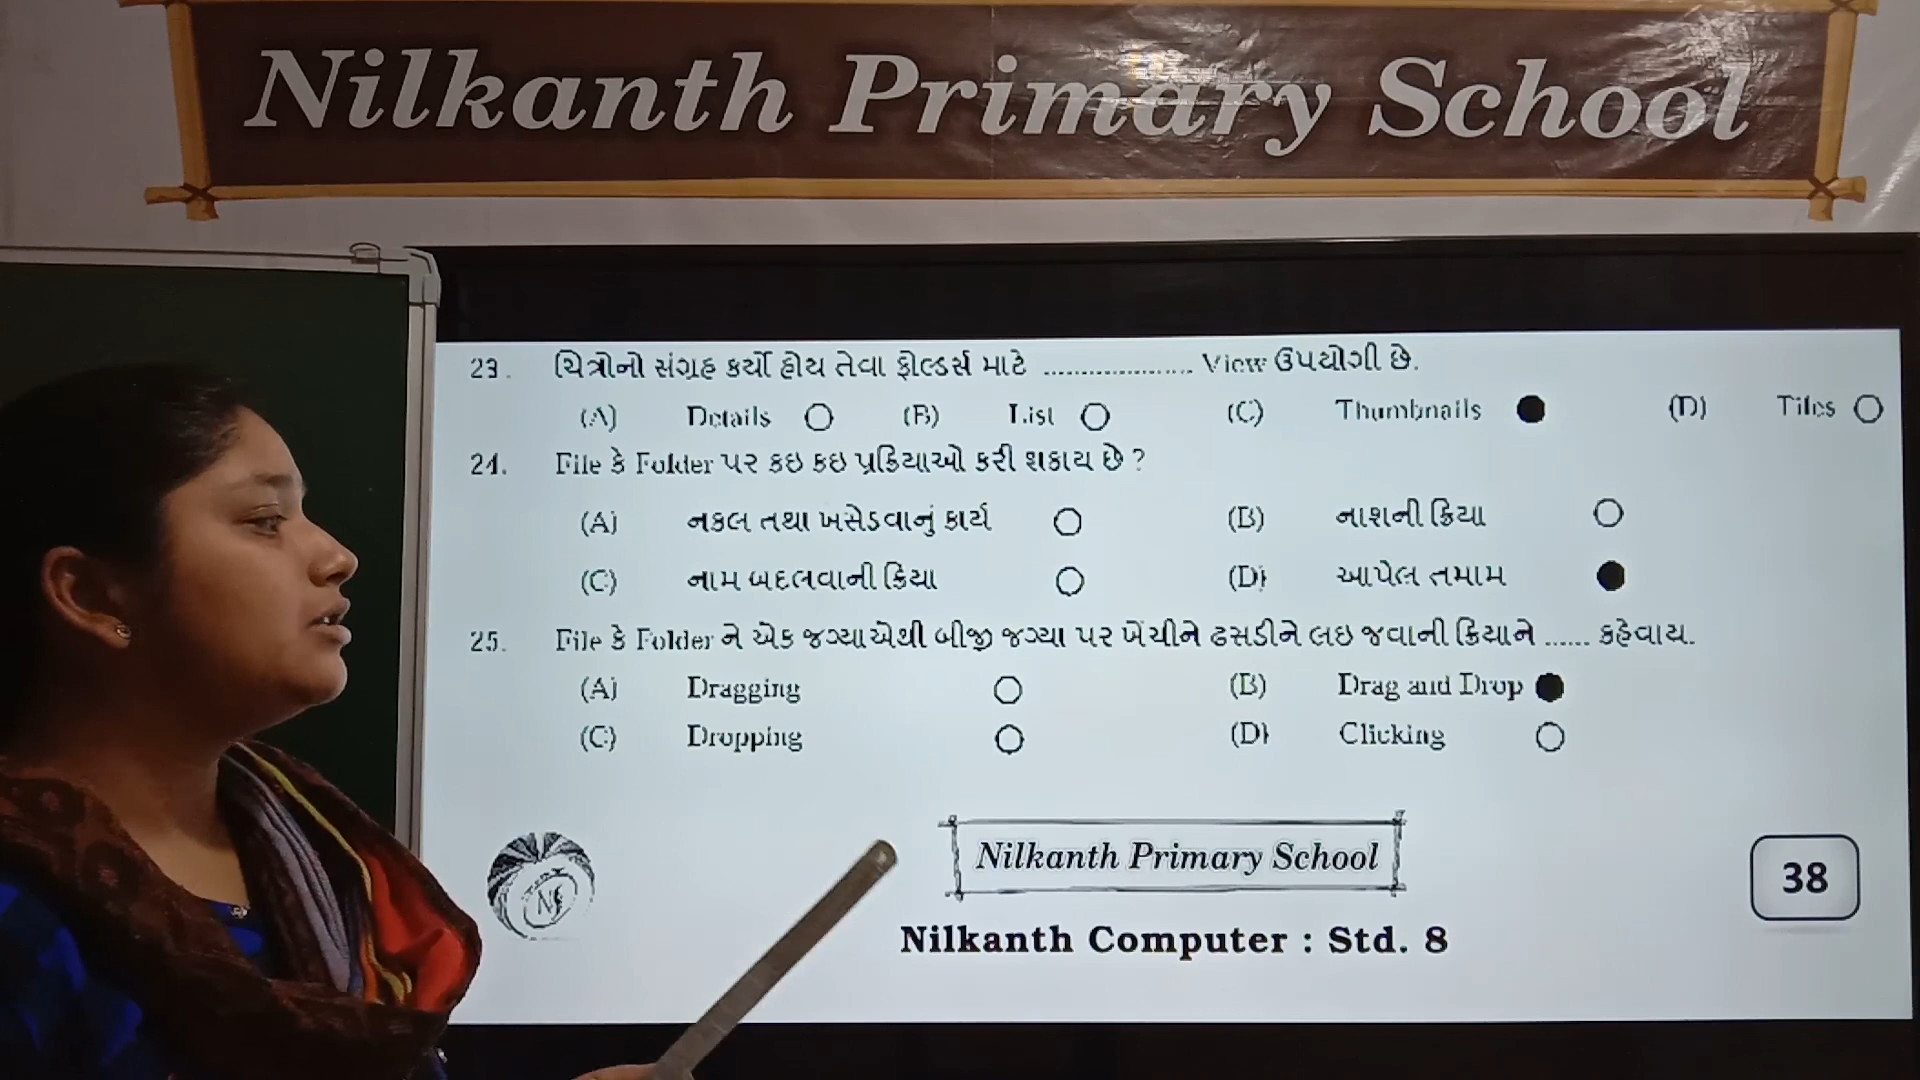 Nilkanth Primary School
23. ચિત્રોનો સંગ્રહ કર્યો હોય તેવા ફોલ્ડર્સ માટે .................... View ઉપયોગી છે.
(A) Details (B) List (C) Thumbnails (D) Tiles
24. File કે Folder પર કઇ કઇ પ્રક્રિયાઓ કરી શકાય છે ?
(A) નકલ તથા ખસેડવાનું કાર્ય (B) નાશની ક્રિયા
(C) નામ બદલવાની ક્રિયા (D) આપેલ તમામ
25. File કે Folder ને એક જગ્યાએથી બીજી જગ્યા પર ખેંચીને ઢસડીને લઇ જવાની ક્રિયાને ...... કહેવાય.
(A) Dragging (B) Drag and Drop
(C) Dropping (D) Clicking
Nilkanth Primary School
38
Nilkanth Computer : Std. 8